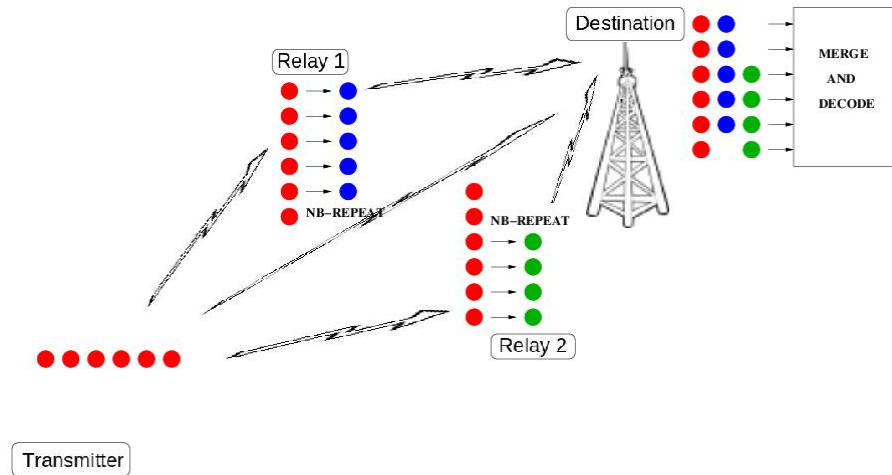 Destination
MERGE
AND
DECODE
Relay 1
NB-REPEAT
NB-REPEAT
Relay 2
Transmitter